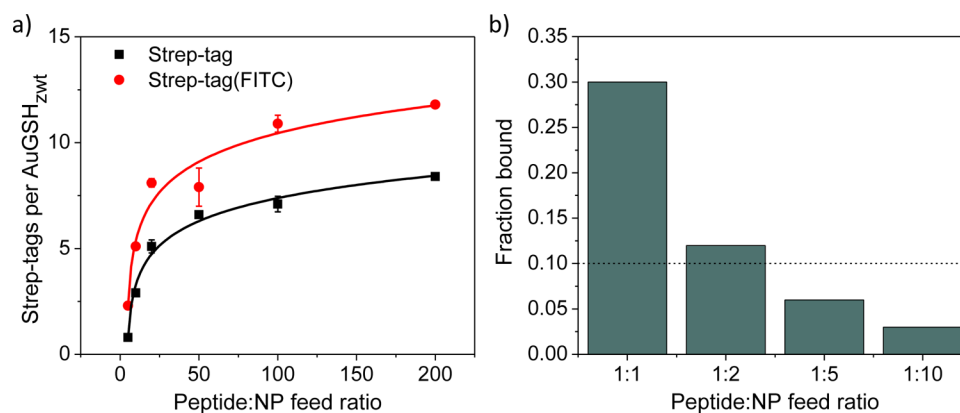 a)
Strep-tags per AuGSHzwt
15
10
5
0
Strep-tag
Strep-tag(FITC)
0 50 100 150 200
Peptide:NP feed ratio
b)
Fraction bound
0.35
0.30
0.25
0.20
0.15
0.10
0.05
0.00
1:1 1:2 1:5 1:10
Peptide:NP feed ratio